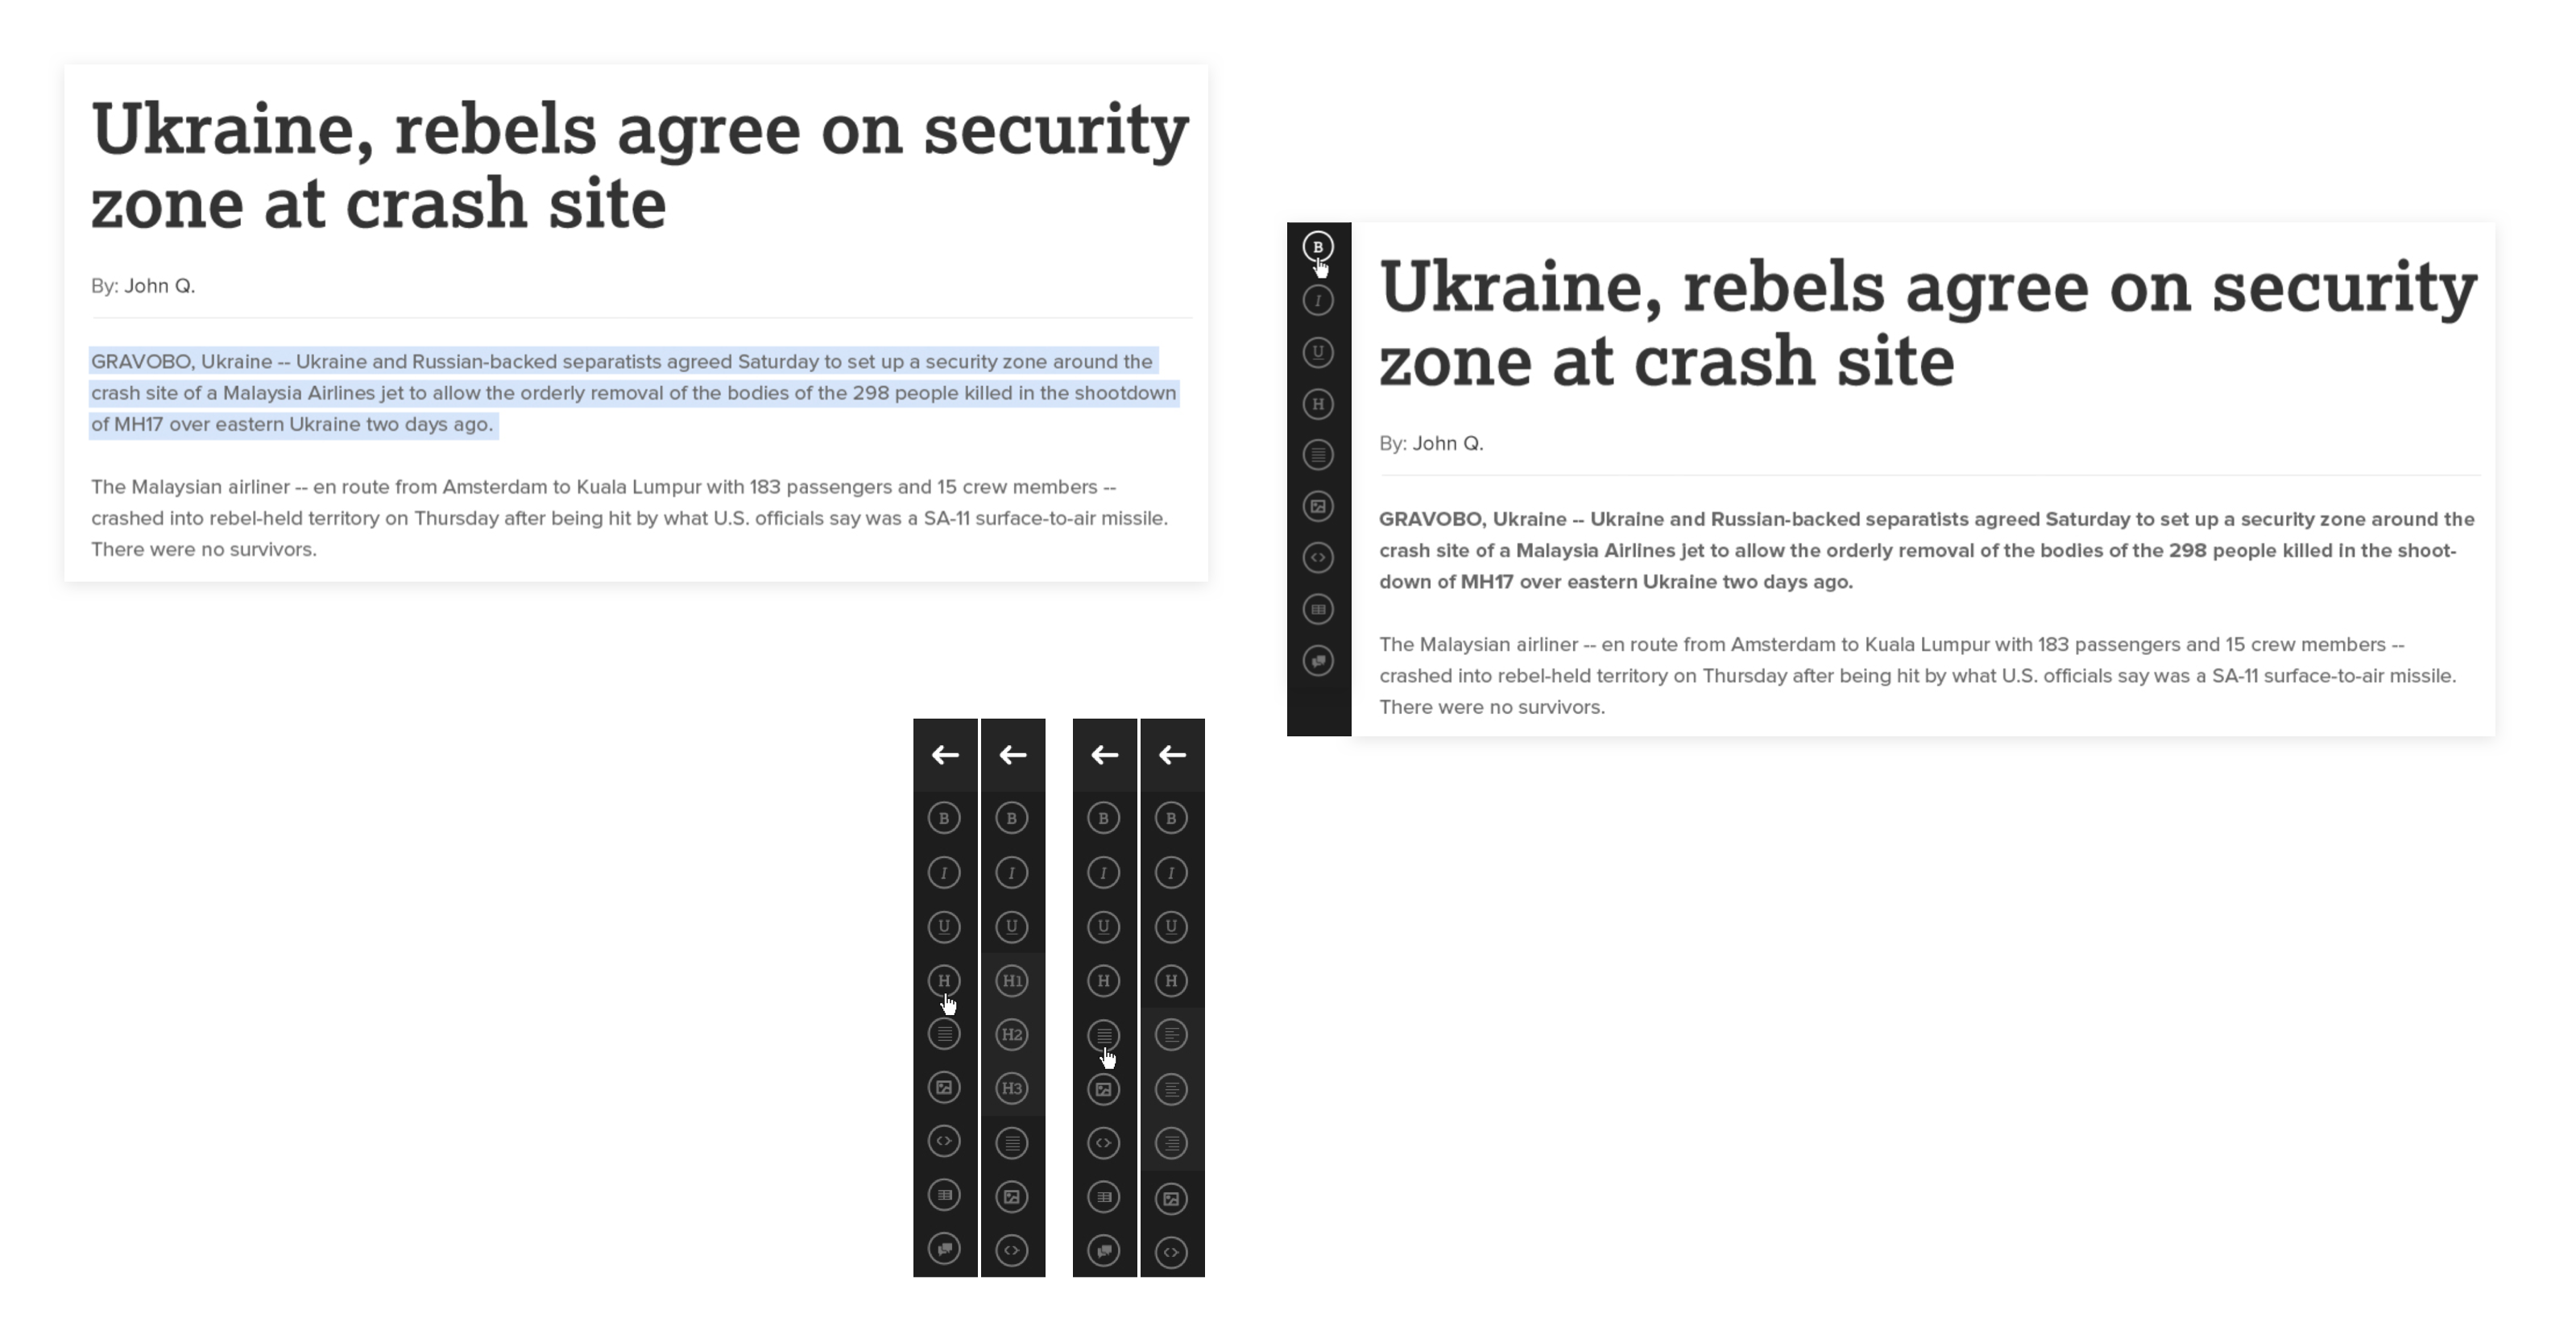 Ukraine, rebels agree on security
zone at crash site
By: John Q.
GRAVOBO, Ukraine -- Ukraine and Russian-backed separatists agreed Saturday to set up a security zone around the
crash site of a Malaysia Airlines jet to allow the orderly removal of the bodies of the 298 people killed in the shootdown
of MH17 over eastern Ukraine two days ago.
The Malaysian airliner -- en route from Amsterdam to Kuala Lumpur with 183 passengers and 15 crew members --
crashed into rebel-held territory on Thursday after being hit by what U.S. officials say was a SA-11 surface-to-air missile.
There were no survivors.
B
I
U
H
Ukraine, rebels agree on security
zone at crash site
By: John Q.
GRAVOBO, Ukraine -- Ukraine and Russian-backed separatists agreed Saturday to set up a security zone around the
crash site of a Malaysia Airlines jet to allow the orderly removal of the bodies of the 298 people killed in the shoot-
down of MH17 over eastern Ukraine two days ago.
The Malaysian airliner -- en route from Amsterdam to Kuala Lumpur with 183 passengers and 15 crew members --
crashed into rebel-held territory on Thursday after being hit by what U.S. officials say was a SA-11 surface-to-air missile.
There were no survivors.
B
I
U
H
B
I
U
H1
H2
H3
B
I
U
H
B
I
U
H